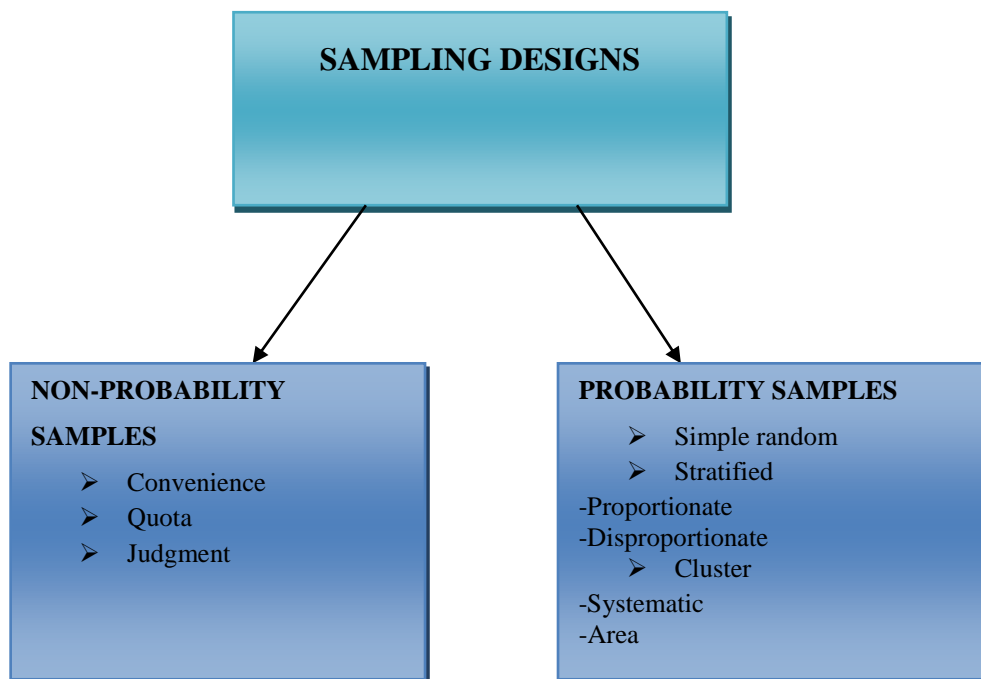 SAMPLING DESIGNS
NON-PROBABILITY
SAMPLES
➢ Convenience
➢ Quota
➢ Judgment
PROBABILITY SAMPLES
➢ Simple random
➢ Stratified
-Proportionate
-Disproportionate
➢ Cluster
-Systematic
-Area